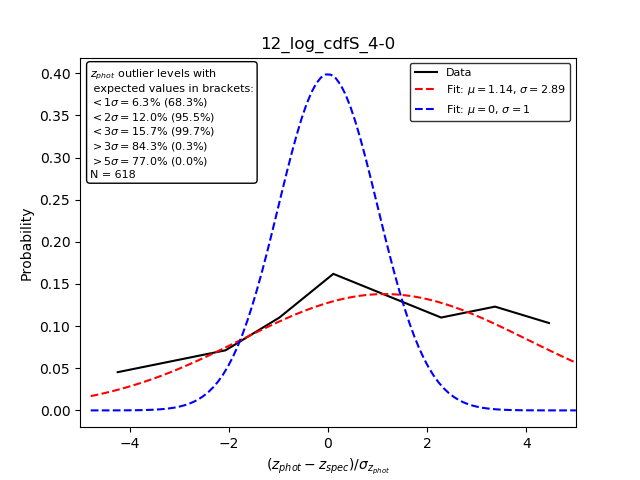 12_log_cdfS_4-0
z_phot outlier levels with
expected values in brackets:
< 1σ = 6.3% (68.3%)
< 2σ = 12.0% (95.5%)
< 3σ = 15.7% (99.7%)
> 3σ = 84.3% (0.3%)
> 5σ = 77.0% (0.0%)
N = 618
Data
Fit: μ = 1.14, σ = 2.89
Fit: μ = 0, σ = 1
0.40
0.35
0.30
0.25
0.20
0.15
0.10
0.05
0.00
Probability
−4 −2 0 2 4
(z_phot − z_spec)/σ_z_phot